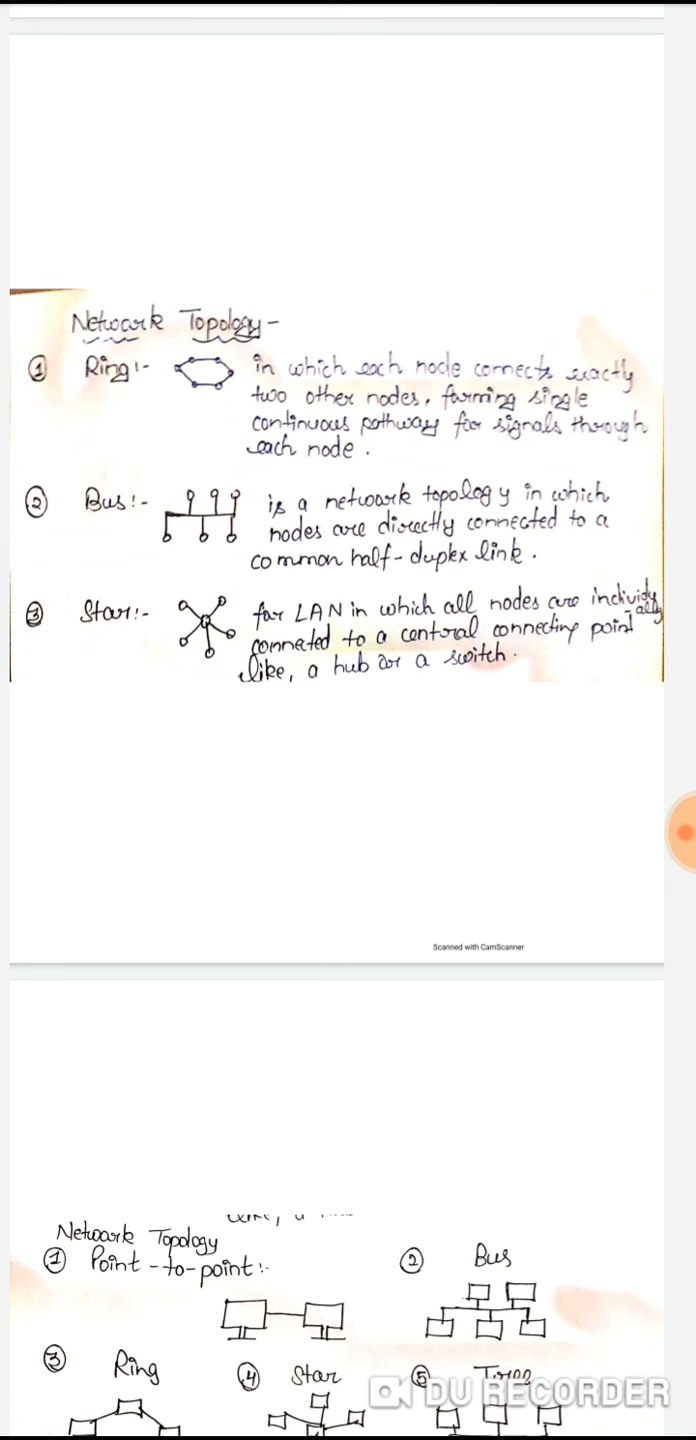 Network Topology -
① Ring :- in which each node connects exactly
two other nodes, forming single
continuous pathway for signals through
each node.
② Bus :- is a network topology in which
nodes are directly connected to a
common half-duplex link.
③ Star :- for LAN in which all nodes are individually
connected to a central connecting point
like, a hub or a switch.
Scanned with CamScanner
Network Topology
① Point-to-point :-
② Bus
③ Ring
④ Star
⑤ Tree
DU RECORDER